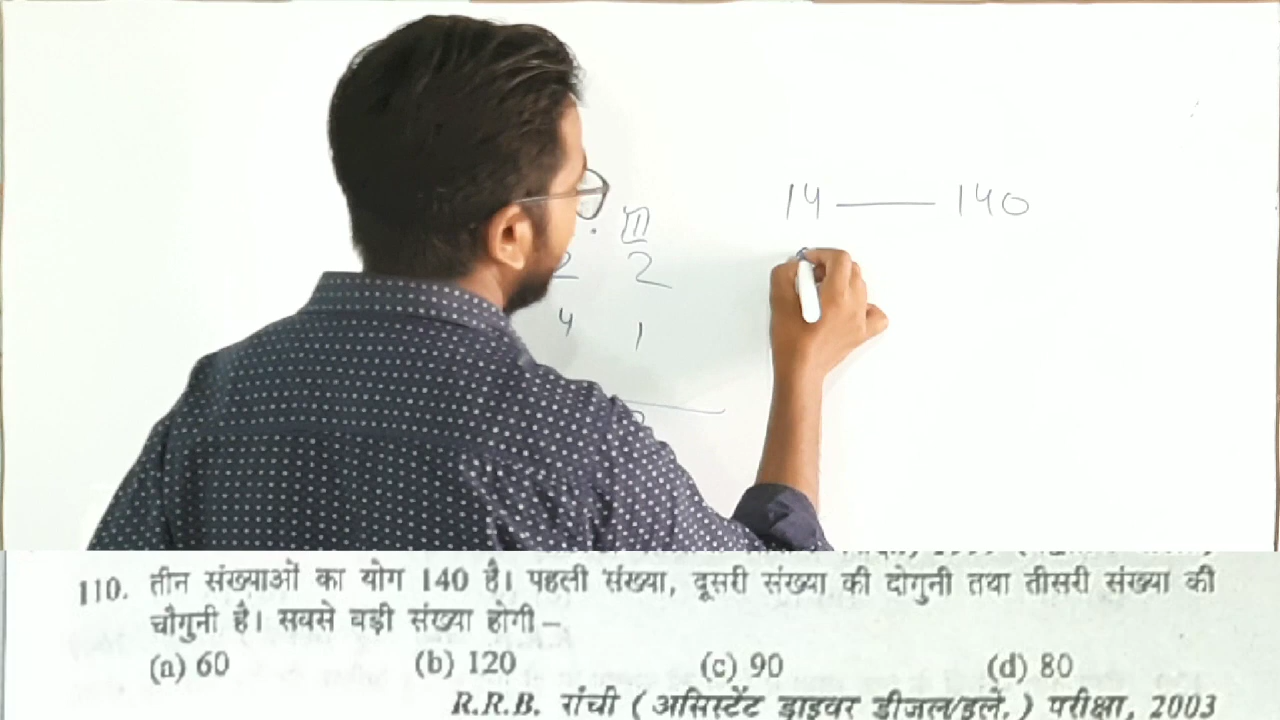 III
14 — 140
2 2
4 1
110. तीन संख्याओं का योग 140 है। पहली संख्या, दूसरी संख्या की दोगुनी तथा तीसरी संख्या की
चौगुनी है। सबसे बड़ी संख्या होगी –
(a) 60 (b) 120 (c) 90 (d) 80
R.R.B. रांची ( असिस्टेंट ड्राइवर डीजल/इले. ) परीक्षा, 2003